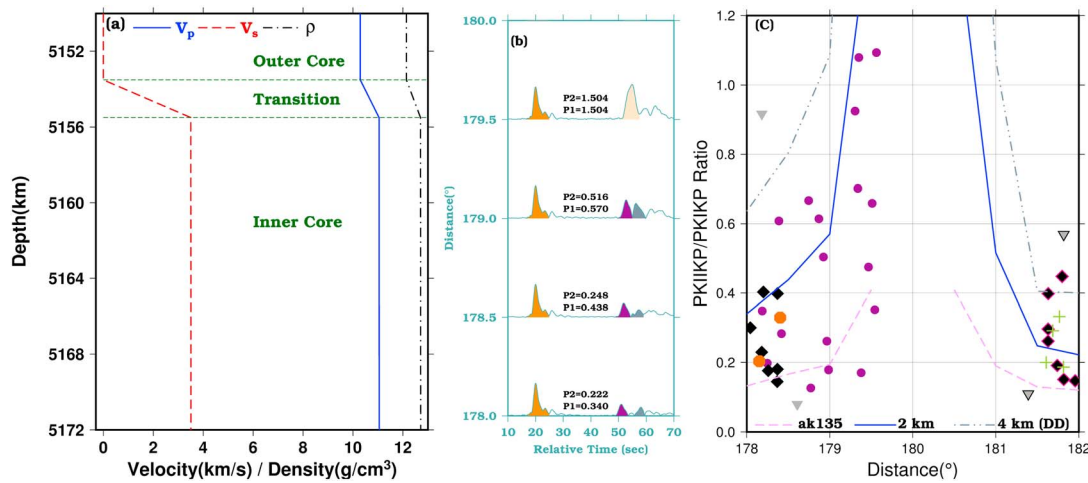 (a)
V_p V_s ρ
Outer Core
Transition
Inner Core
5152
5156
5160
5164
5168
5172
Depth(km)
0 2 4 6 8 10 12
Velocity(km/s) / Density(g/cm³)
(b)
180.0
179.5
179.0
178.5
178.0
Distance(°)
P2=1.504
P1=1.504
P2=0.516
P1=0.570
P2=0.248
P1=0.438
P2=0.222
P1=0.340
10 20 30 40 50 60 70
Relative Time (sec)
(C)
1.2
1.0
0.8
0.6
0.4
0.2
0.0
PKIIKP/PKIKP Ratio
ak135 2 km 4 km (DD)
178 179 180 181 182
Distance(°)